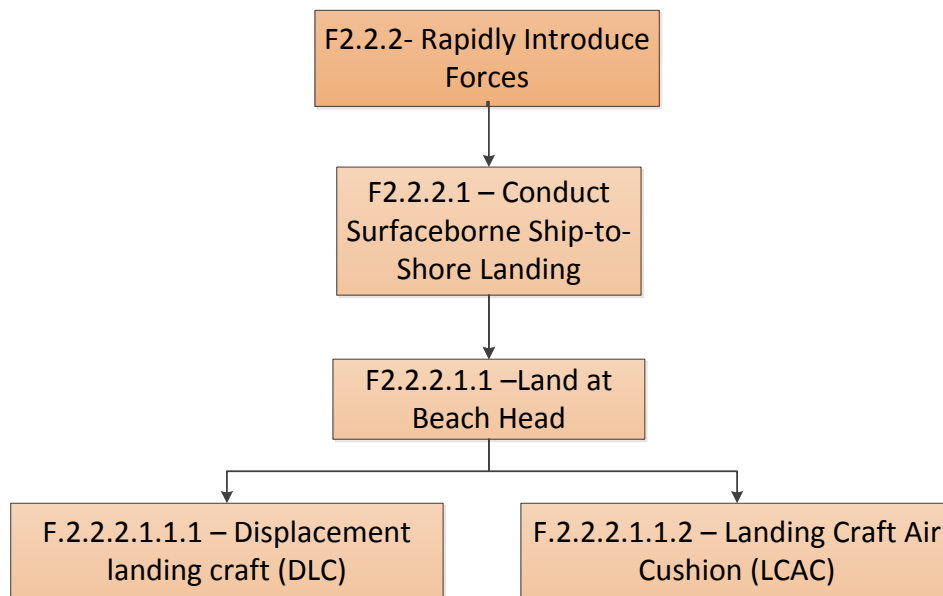 F2.2.2- Rapidly Introduce
Forces
F2.2.2.1 – Conduct
Surfaceborne Ship-to-
Shore Landing
F2.2.2.1.1 –Land at
Beach Head
F.2.2.2.1.1.1 – Displacement
landing craft (DLC)
F.2.2.2.1.1.2 – Landing Craft Air
Cushion (LCAC)